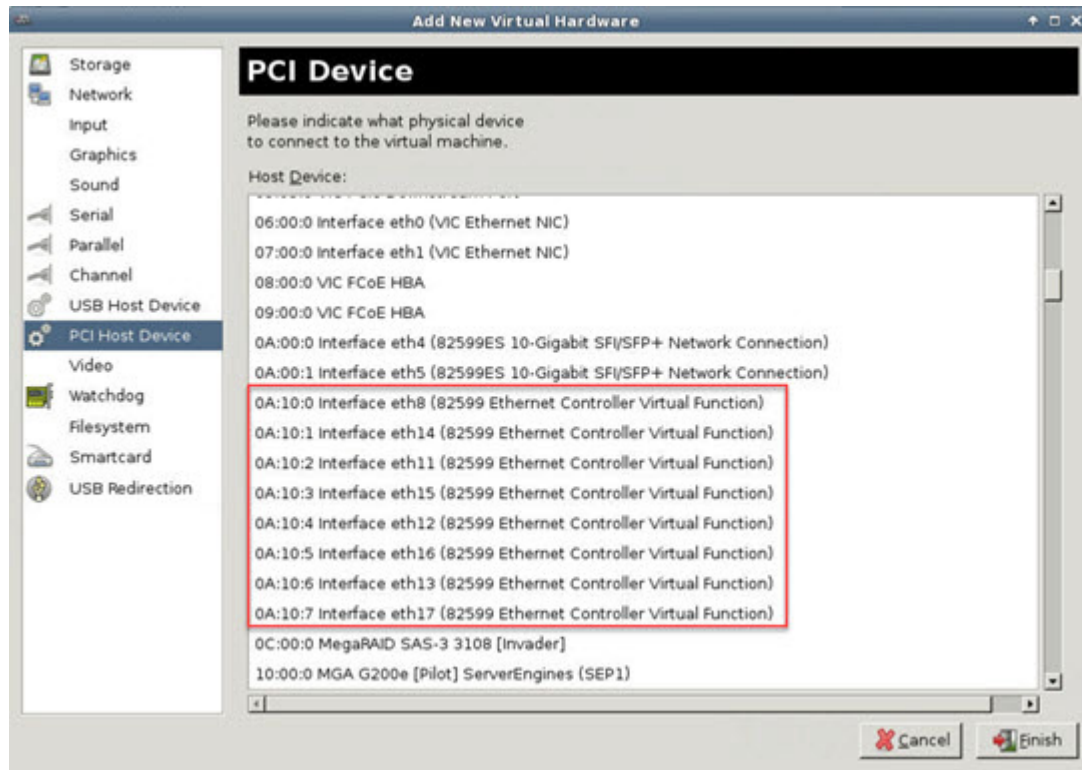 Add New Virtual Hardware
Storage
Network
Input
Graphics
Sound
Serial
Parallel
Channel
USB Host Device
PCI Host Device
Video
Watchdog
Filesystem
Smartcard
USB Redirection
PCI Device
Please indicate what physical device
to connect to the virtual machine.
Host Device:
06:00:0 Interface eth0 (VIC Ethernet NIC)
07:00:0 Interface eth1 (VIC Ethernet NIC)
08:00:0 VIC FCoE HBA
09:00:0 VIC FCoE HBA
0A:00:0 Interface eth4 (82599ES 10-Gigabit SFI/SFP+ Network Connection)
0A:00:1 Interface eth5 (82599ES 10-Gigabit SFI/SFP+ Network Connection)
0A:10:0 Interface eth8 (82599 Ethernet Controller Virtual Function)
0A:10:1 Interface eth14 (82599 Ethernet Controller Virtual Function)
0A:10:2 Interface eth11 (82599 Ethernet Controller Virtual Function)
0A:10:3 Interface eth15 (82599 Ethernet Controller Virtual Function)
0A:10:4 Interface eth12 (82599 Ethernet Controller Virtual Function)
0A:10:5 Interface eth16 (82599 Ethernet Controller Virtual Function)
0A:10:6 Interface eth13 (82599 Ethernet Controller Virtual Function)
0A:10:7 Interface eth17 (82599 Ethernet Controller Virtual Function)
0C:00:0 MegaRAID SAS-3 3108 [Invader]
10:00:0 MGA G200e [Pilot] ServerEngines (SEP1)
Cancel
Finish